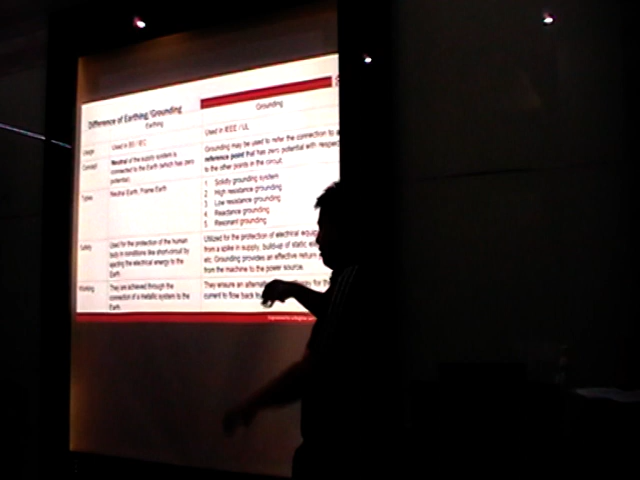 Difference of Earthing/Grounding
Earthing
Grounding
Usage
Used in BS / IEC
Used in IEEE / UL
Concept
Neutral of the supply system is
connected to the Earth (which has zero
potential)
Grounding may be used to refer the connection to a
reference point that has zero potential with respect
to the other points in the circuit.
Types
Neutral Earth, Frame Earth
1 Solidly grounding system
2 High resistance grounding
3 Low resistance grounding
4 Reactance grounding
5 Resonant grounding
Safety
Used for the protection of the human
body in conditions like short-circuit by
ejecting the electrical energy to the
Earth
Utilized for the protection of electrical equip
from a spike in supply, build-up of static
etc. Grounding provides an effective return
from the machine to the power source.
Working
They are achieved through the
connection of a metallic system to the
Earth
They ensure an for the
current to flow back to